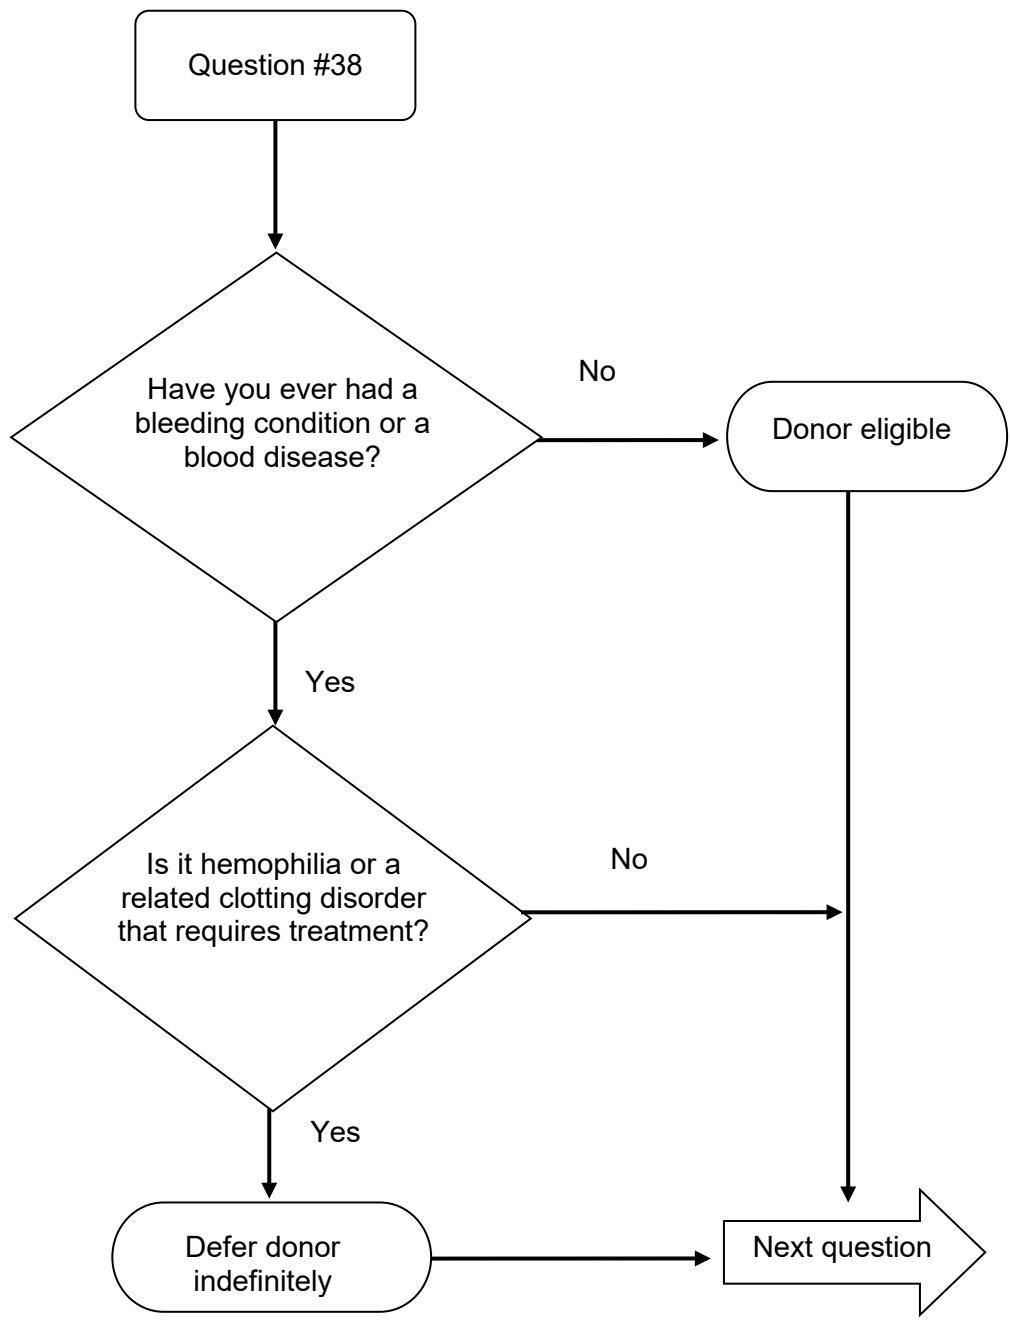 Question #38
Have you ever had a
bleeding condition or a
blood disease?
No
Donor eligible
Yes
Is it hemophilia or a
related clotting disorder
that requires treatment?
No
Yes
Defer donor
indefinitely
Next question